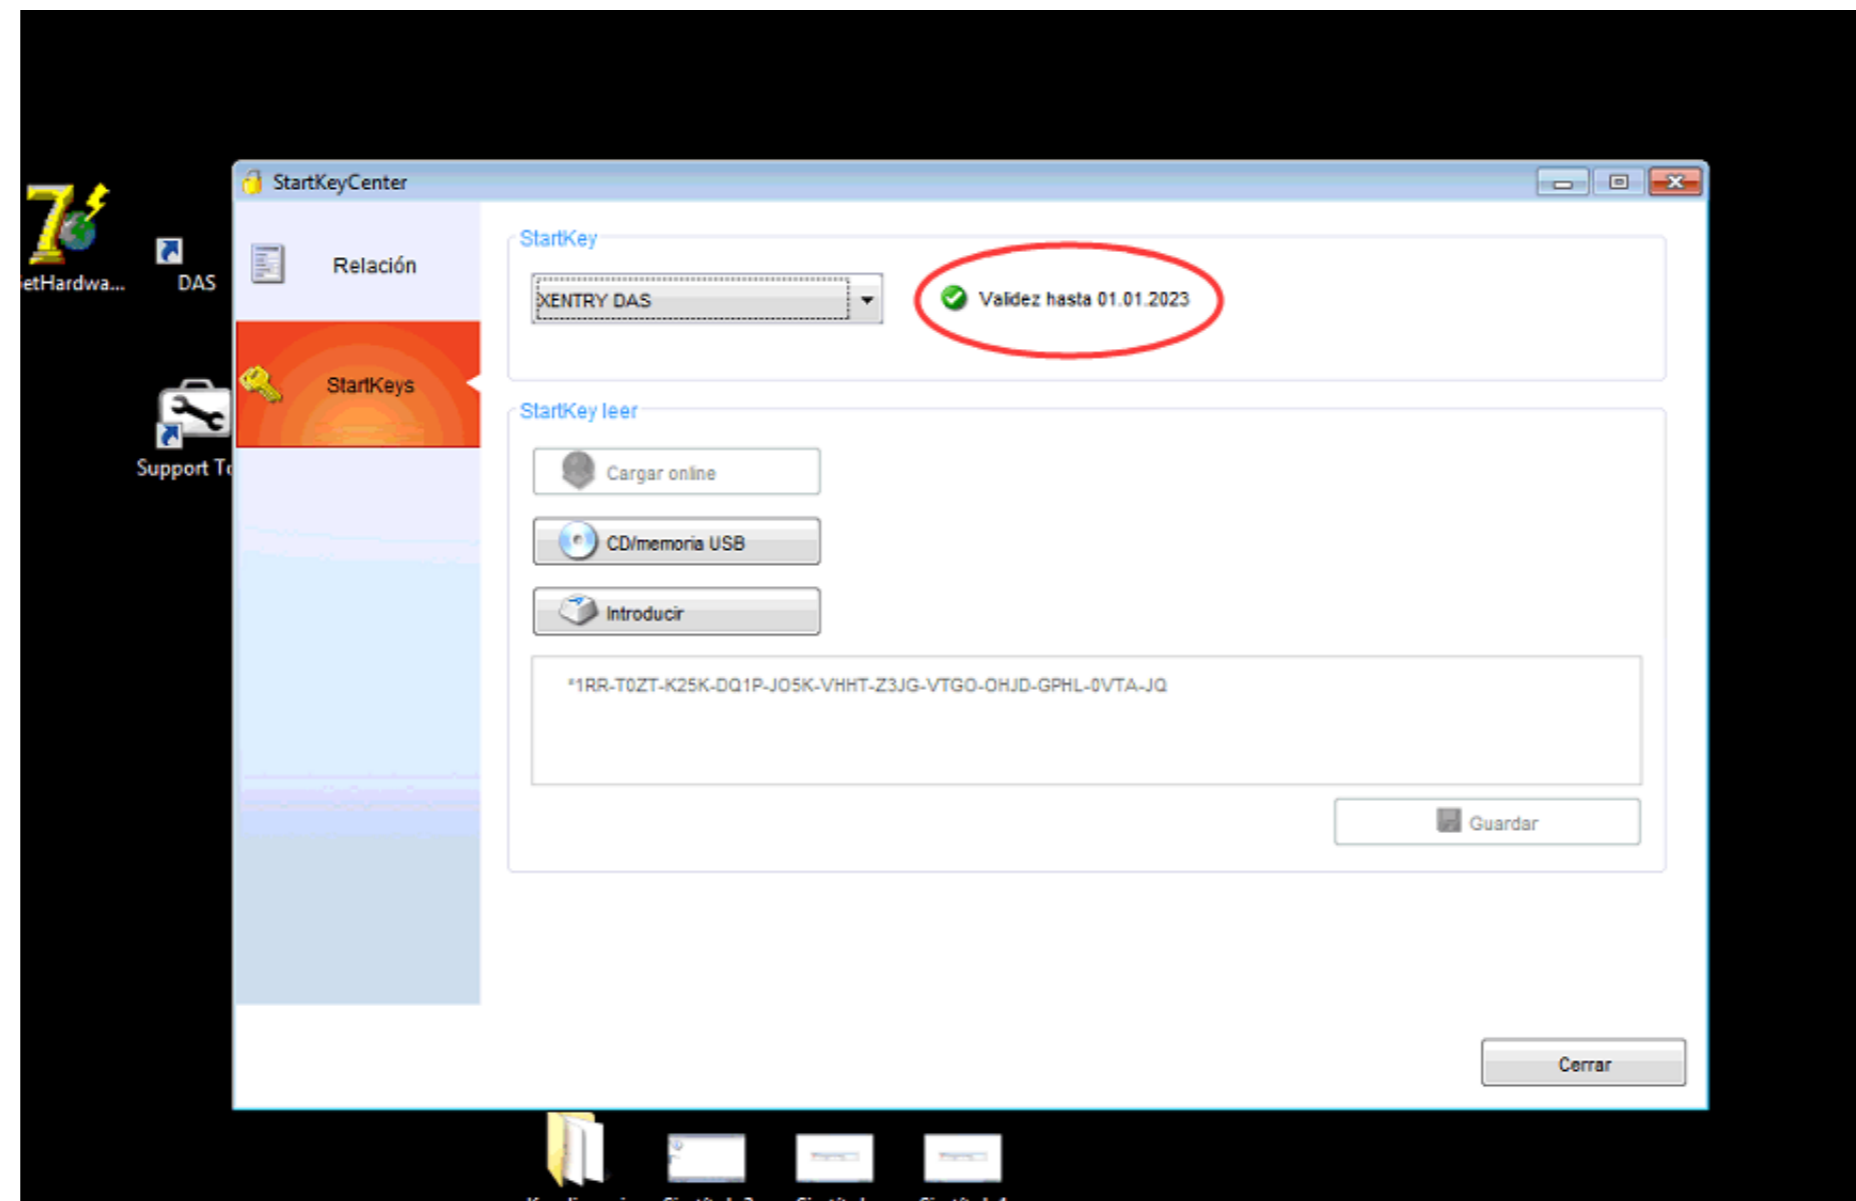 StartKeyCenter
etHardwa...
DAS
Support
Relación
StartKeys
StartKey
XENTRY DAS
Validez hasta 01.01.2023
StartKey leer
Cargar online
CD/memoria USB
Introducir
*1RR-T0ZT-K25K-DQ1P-JO5K-VHHT-Z3JG-VTGO-OHJD-GPHL-0VTA-JQ
Guardar
Cerrar